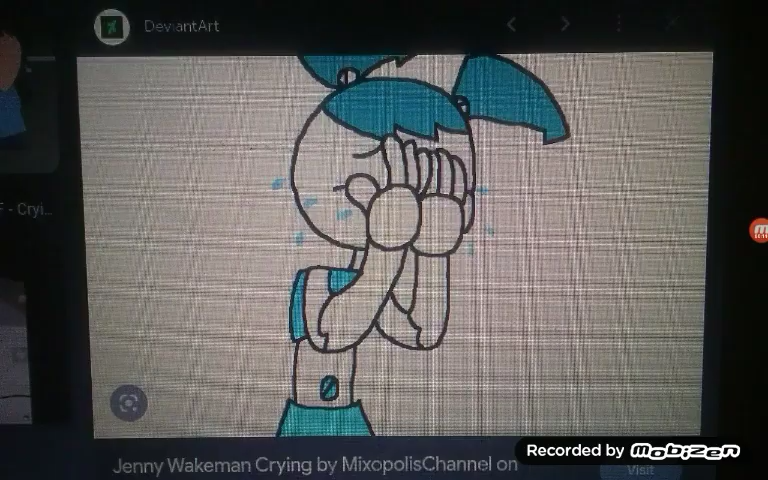 DeviantArt
F - Cryi...
Jenny Wakeman Crying by MixopolisChannel on
Visit
Recorded by mobizen